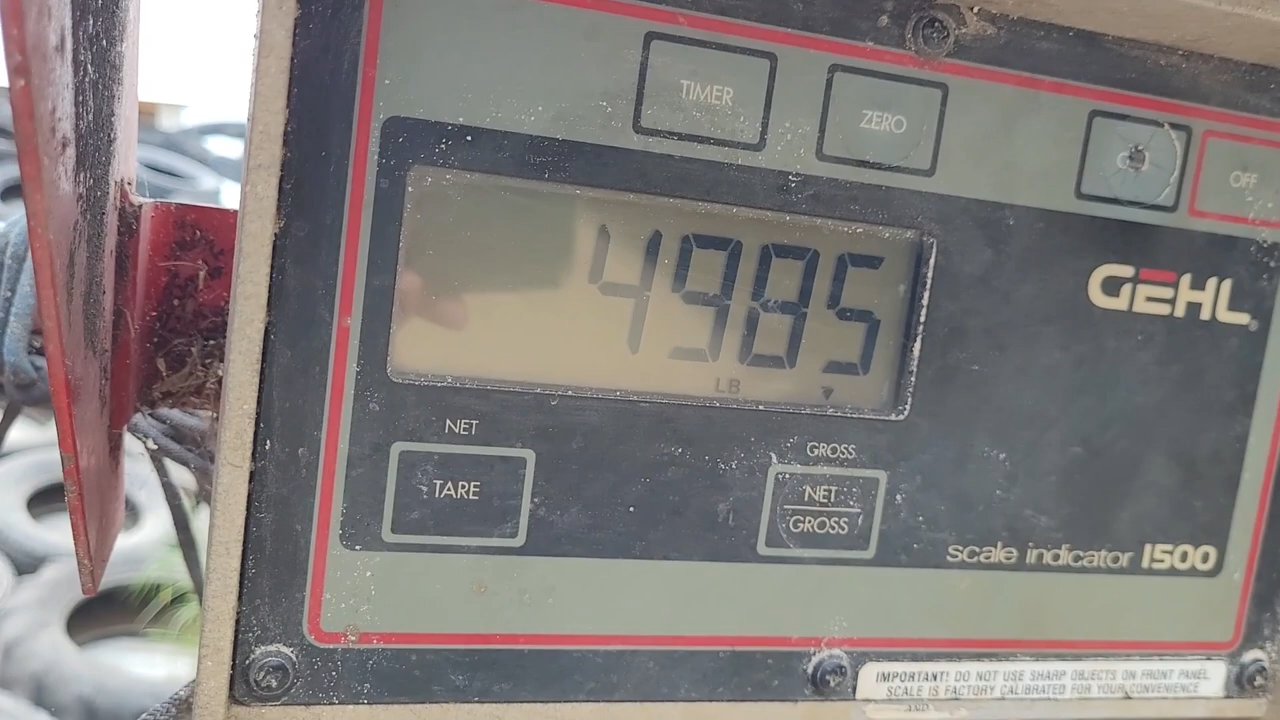 TIMER
ZERO
OFF
4985
LB
GEHL
NET
TARE
GROSS
NET
GROSS
scale indicator 1500
IMPORTANT! DO NOT USE SHARP OBJECTS ON FRONT PANEL.
SCALE IS FACTORY CALIBRATED FOR YOUR CONVENIENCE